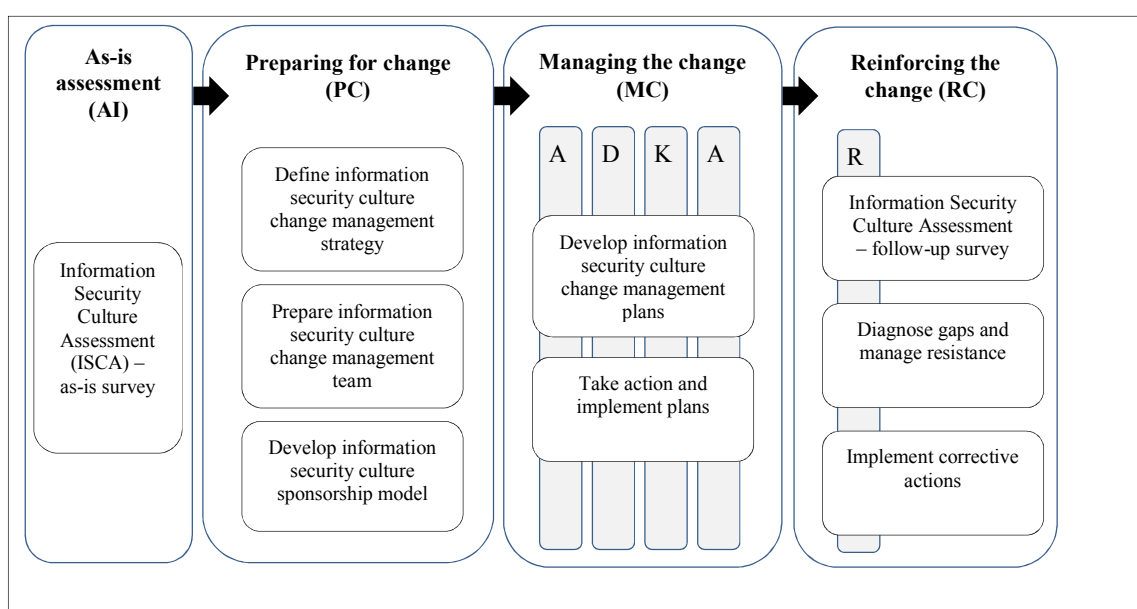 As-is
assessment
(AI)
Information
Security
Culture
Assessment
(ISCA) –
as-is survey
Preparing for change
(PC)
Define information
security culture
change management
strategy
Prepare information
security culture
change management
team
Develop information
security culture
sponsorship model
Managing the change
(MC)
A D K A
Develop information
security culture
change management
plans
Take action and
implement plans
Reinforcing the
change (RC)
R
Information Security
Culture Assessment
– follow-up survey
Diagnose gaps and
manage resistance
Implement corrective
actions